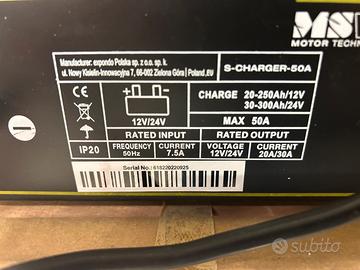 Manufacturer: expondo Polska sp. z o.o. sp. k.
ul. Nowy Kisielin-Innowacyjna 7, 66-002 Zielona Góra | Poland, EU
MS
MOTOR TECHN
S-CHARGER-50A
CHARGE 20-250Ah/12V
30-300Ah/24V
MAX 50A
12V/24V
RATED INPUT
RATED OUTPUT
IP20
FREQUENCY
50Hz
CURRENT
7.5A
VOLTAGE
12V/24V
CURRENT
20A/30A
Serial No.: 618220220925
subito